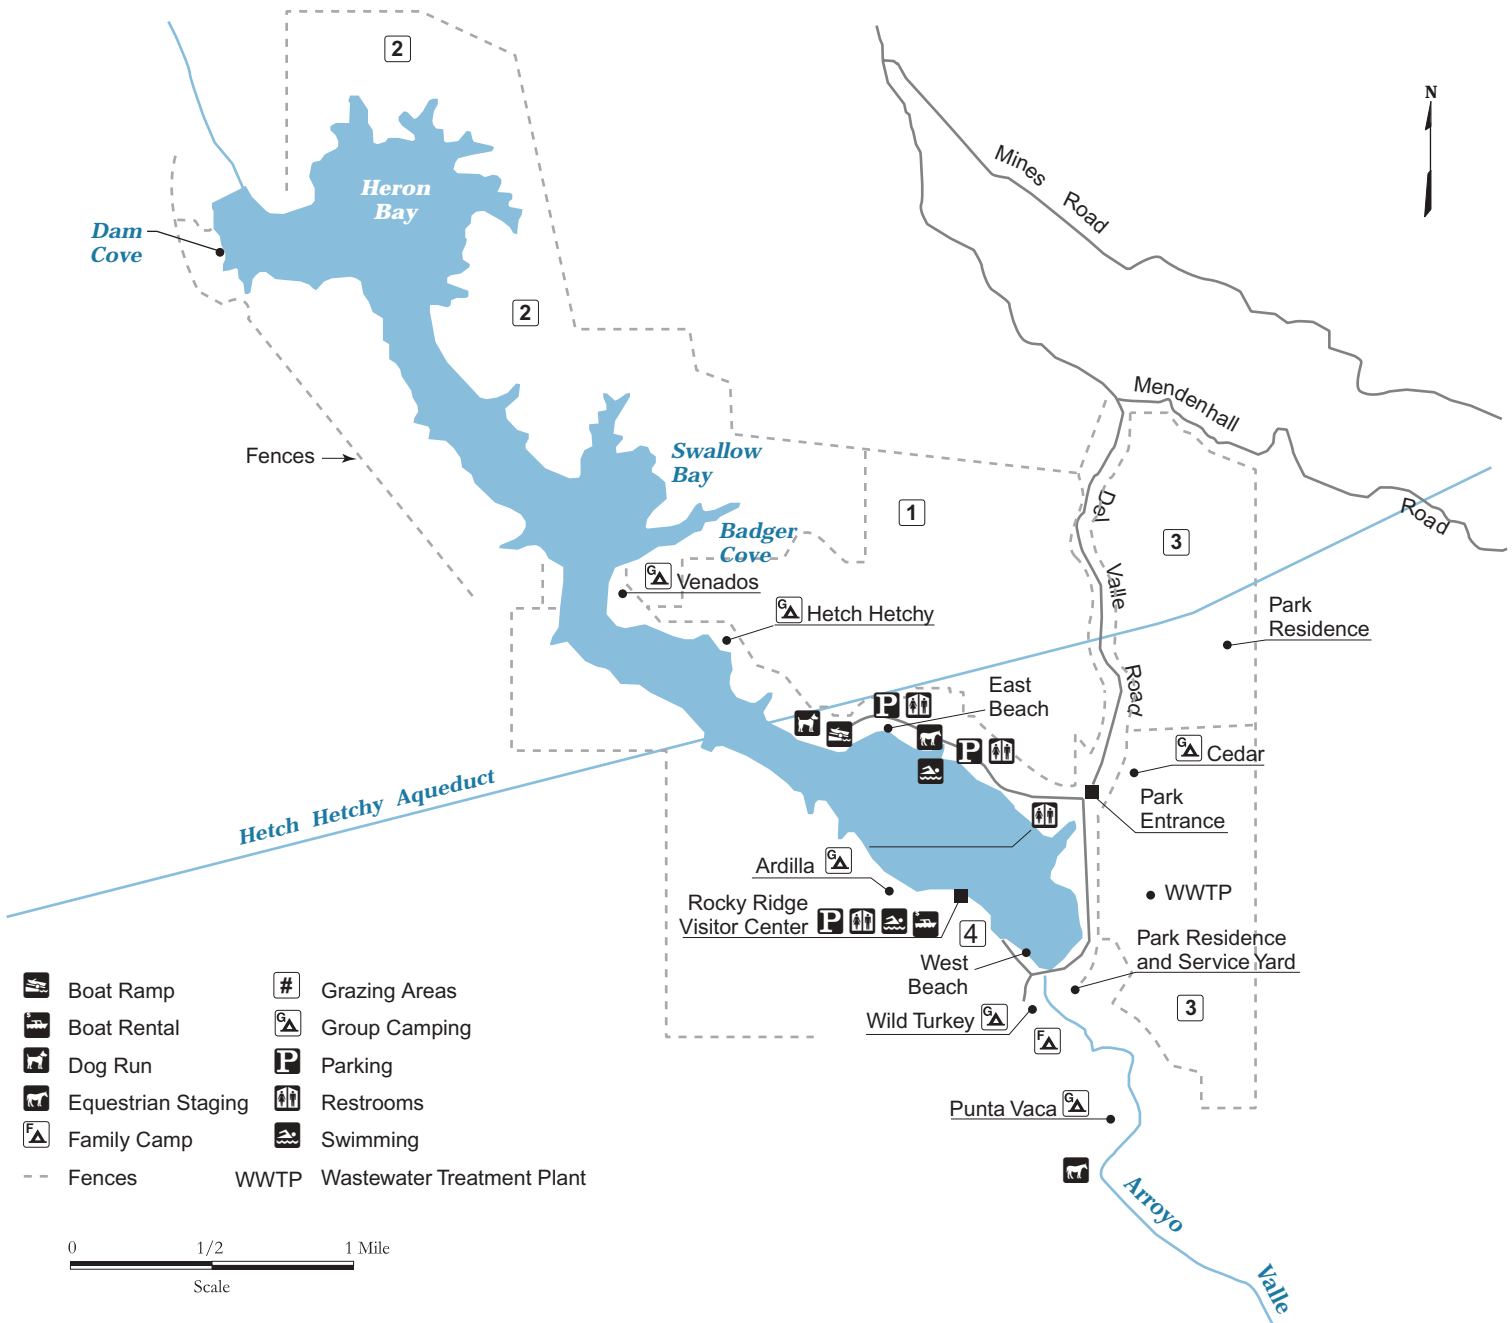 2
N
Mines
Road
Heron
Bay
Dam
Cove
2
Mendenhall
Road
Fences
Swallow
Bay
Del
Valle
Road
1
Badger
Cove
3
G
Venados
G
Hetch Hetchy
Park
Residence
East
Beach
P
P
G
Cedar
Hetch Hetchy Aqueduct
Park
Entrance
Ardilla
G
WWTP
Rocky Ridge
Visitor Center
P
$
4
West
Beach
Park Residence
and Service Yard
3
Wild Turkey
G
F
Punta Vaca
G
Arroyo
Valle
Boat Ramp
# Grazing Areas
$ Boat Rental
G Group Camping
Dog Run
P Parking
Equestrian Staging
Restrooms
F Family Camp
Swimming
Fences
WWTP Wastewater Treatment Plant
0 1/2 1 Mile
Scale